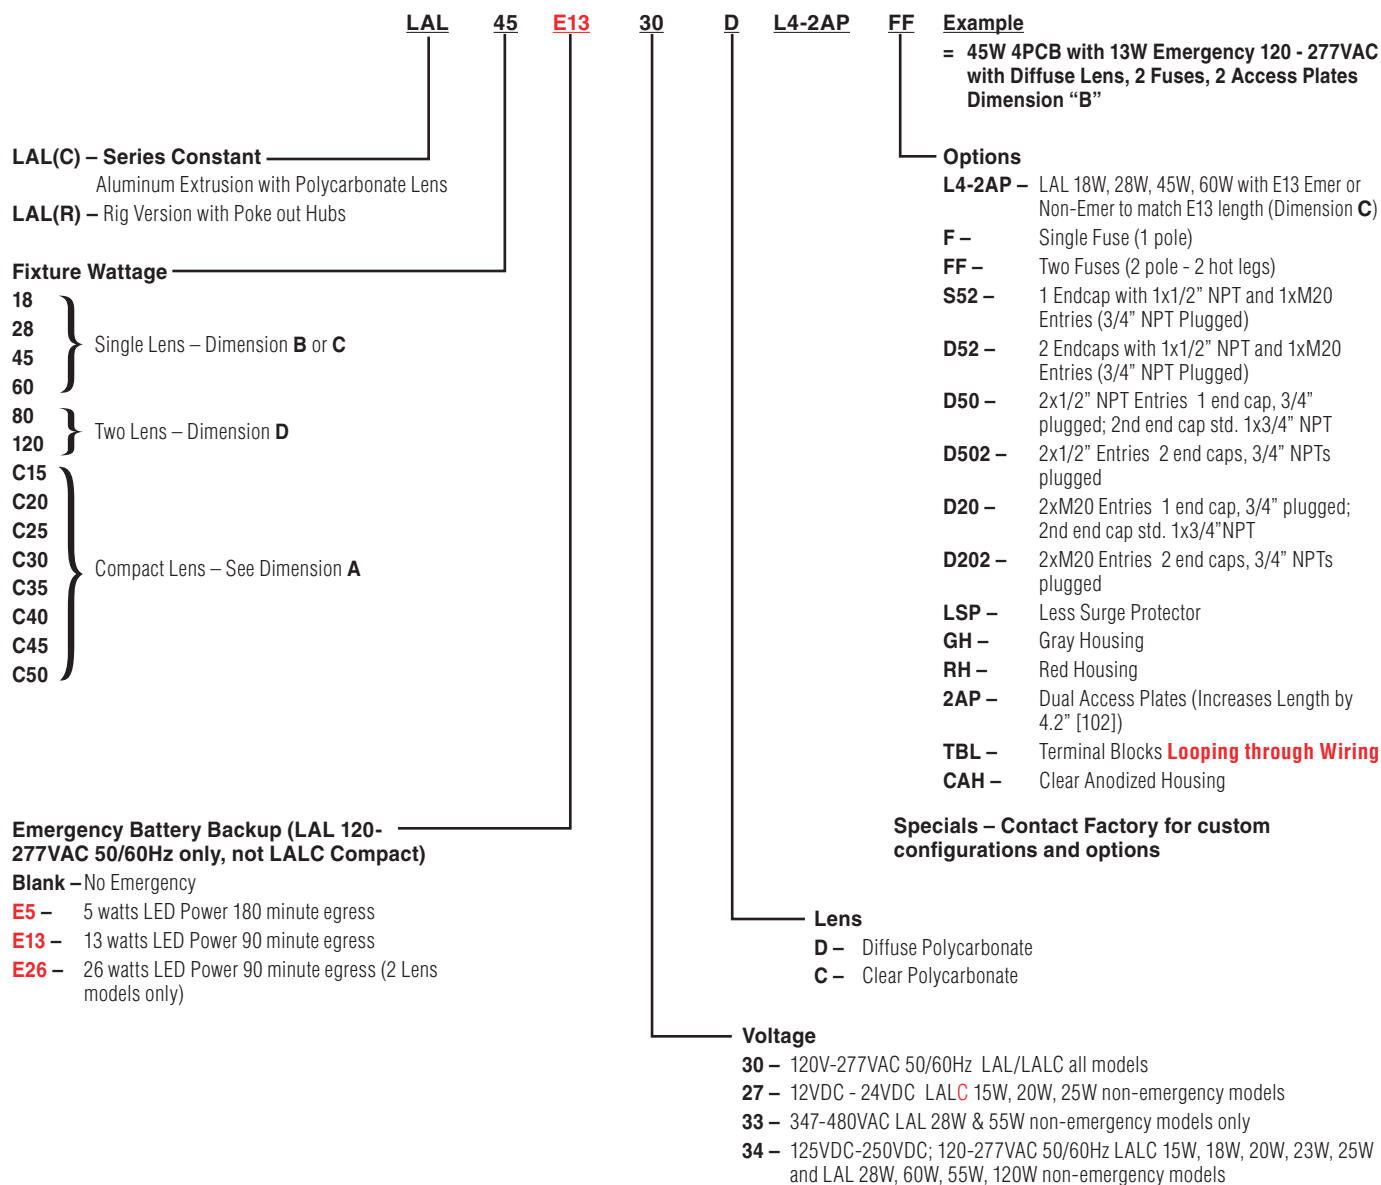 LAL 45 E13 30 D L4-2AP FF Example
= 45W 4PCB with 13W Emergency 120 - 277VAC
with Diffuse Lens, 2 Fuses, 2 Access Plates
Dimension “B”
LAL(C) – Series Constant
Aluminum Extrusion with Polycarbonate Lens
LAL(R) – Rig Version with Poke out Hubs
Fixture Wattage
18
28
45
60
Single Lens – Dimension B or C
80
120
Two Lens – Dimension D
C15
C20
C25
C30
C35
C40
C45
C50
Compact Lens – See Dimension A
Emergency Battery Backup (LAL 120-
277VAC 50/60Hz only, not LALC Compact)
Blank – No Emergency
E5 – 5 watts LED Power 180 minute egress
E13 – 13 watts LED Power 90 minute egress
E26 – 26 watts LED Power 90 minute egress (2 Lens
models only)
Options
L4-2AP – LAL 18W, 28W, 45W, 60W with E13 Emer or
Non-Emer to match E13 length (Dimension C)
F – Single Fuse (1 pole)
FF – Two Fuses (2 pole - 2 hot legs)
S52 – 1 Endcap with 1x1/2” NPT and 1xM20
Entries (3/4” NPT Plugged)
D52 – 2 Endcaps with 1x1/2” NPT and 1xM20
Entries (3/4” NPT Plugged)
D50 – 2x1/2” NPT Entries 1 end cap, 3/4”
plugged; 2nd end cap std. 1x3/4” NPT
D502 – 2x1/2” Entries 2 end caps, 3/4” NPTs
plugged
D20 – 2xM20 Entries 1 end cap, 3/4” plugged;
2nd end cap std. 1x3/4”NPT
D202 – 2xM20 Entries 2 end caps, 3/4” NPTs
plugged
LSP – Less Surge Protector
GH – Gray Housing
RH – Red Housing
2AP – Dual Access Plates (Increases Length by
4.2” [102])
TBL – Terminal Blocks Looping through Wiring
CAH – Clear Anodized Housing
Specials – Contact Factory for custom
configurations and options
Lens
D – Diffuse Polycarbonate
C – Clear Polycarbonate
Voltage
30 – 120V-277VAC 50/60Hz LAL/LALC all models
27 – 12VDC - 24VDC LALC 15W, 20W, 25W non-emergency models
33 – 347-480VAC LAL 28W & 55W non-emergency models only
34 – 125VDC-250VDC; 120-277VAC 50/60Hz LALC 15W, 18W, 20W, 23W, 25W
and LAL 28W, 60W, 55W, 120W non-emergency models